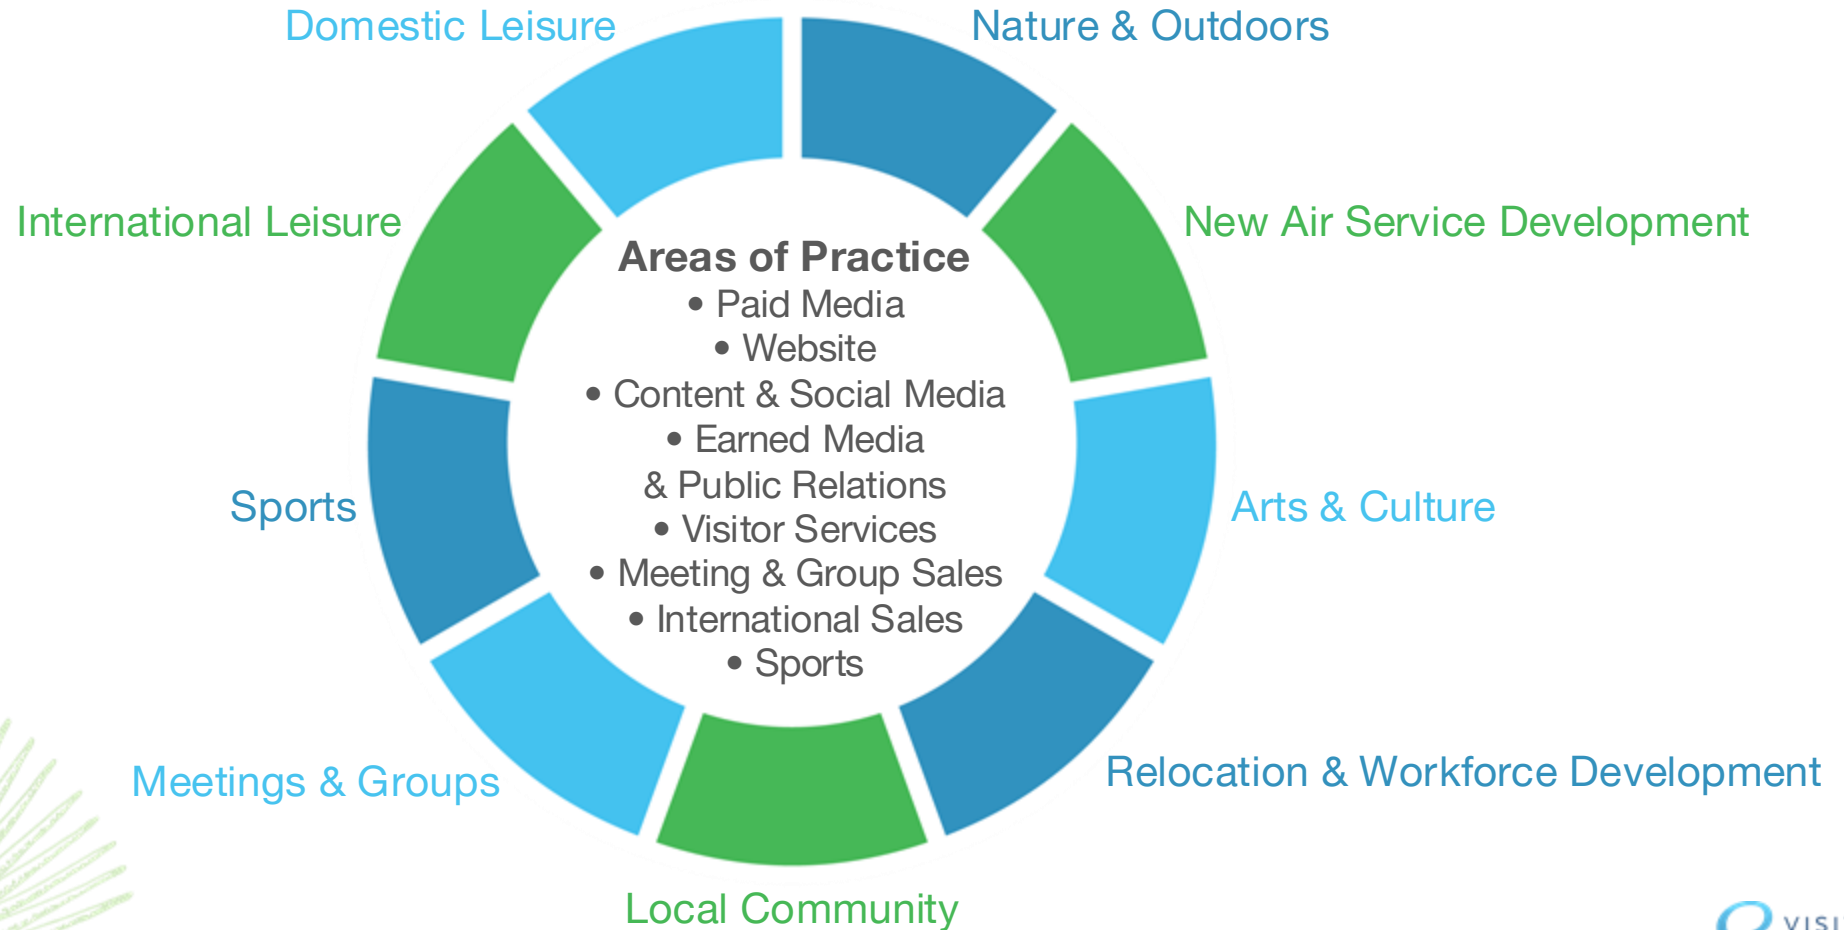 Domestic Leisure
Nature & Outdoors
International Leisure
New Air Service Development
Areas of Practice
• Paid Media
• Website
• Content & Social Media
• Earned Media
& Public Relations
• Visitor Services
• Meeting & Group Sales
• International Sales
• Sports
Sports
Arts & Culture
Meetings & Groups
Relocation & Workforce Development
Local Community